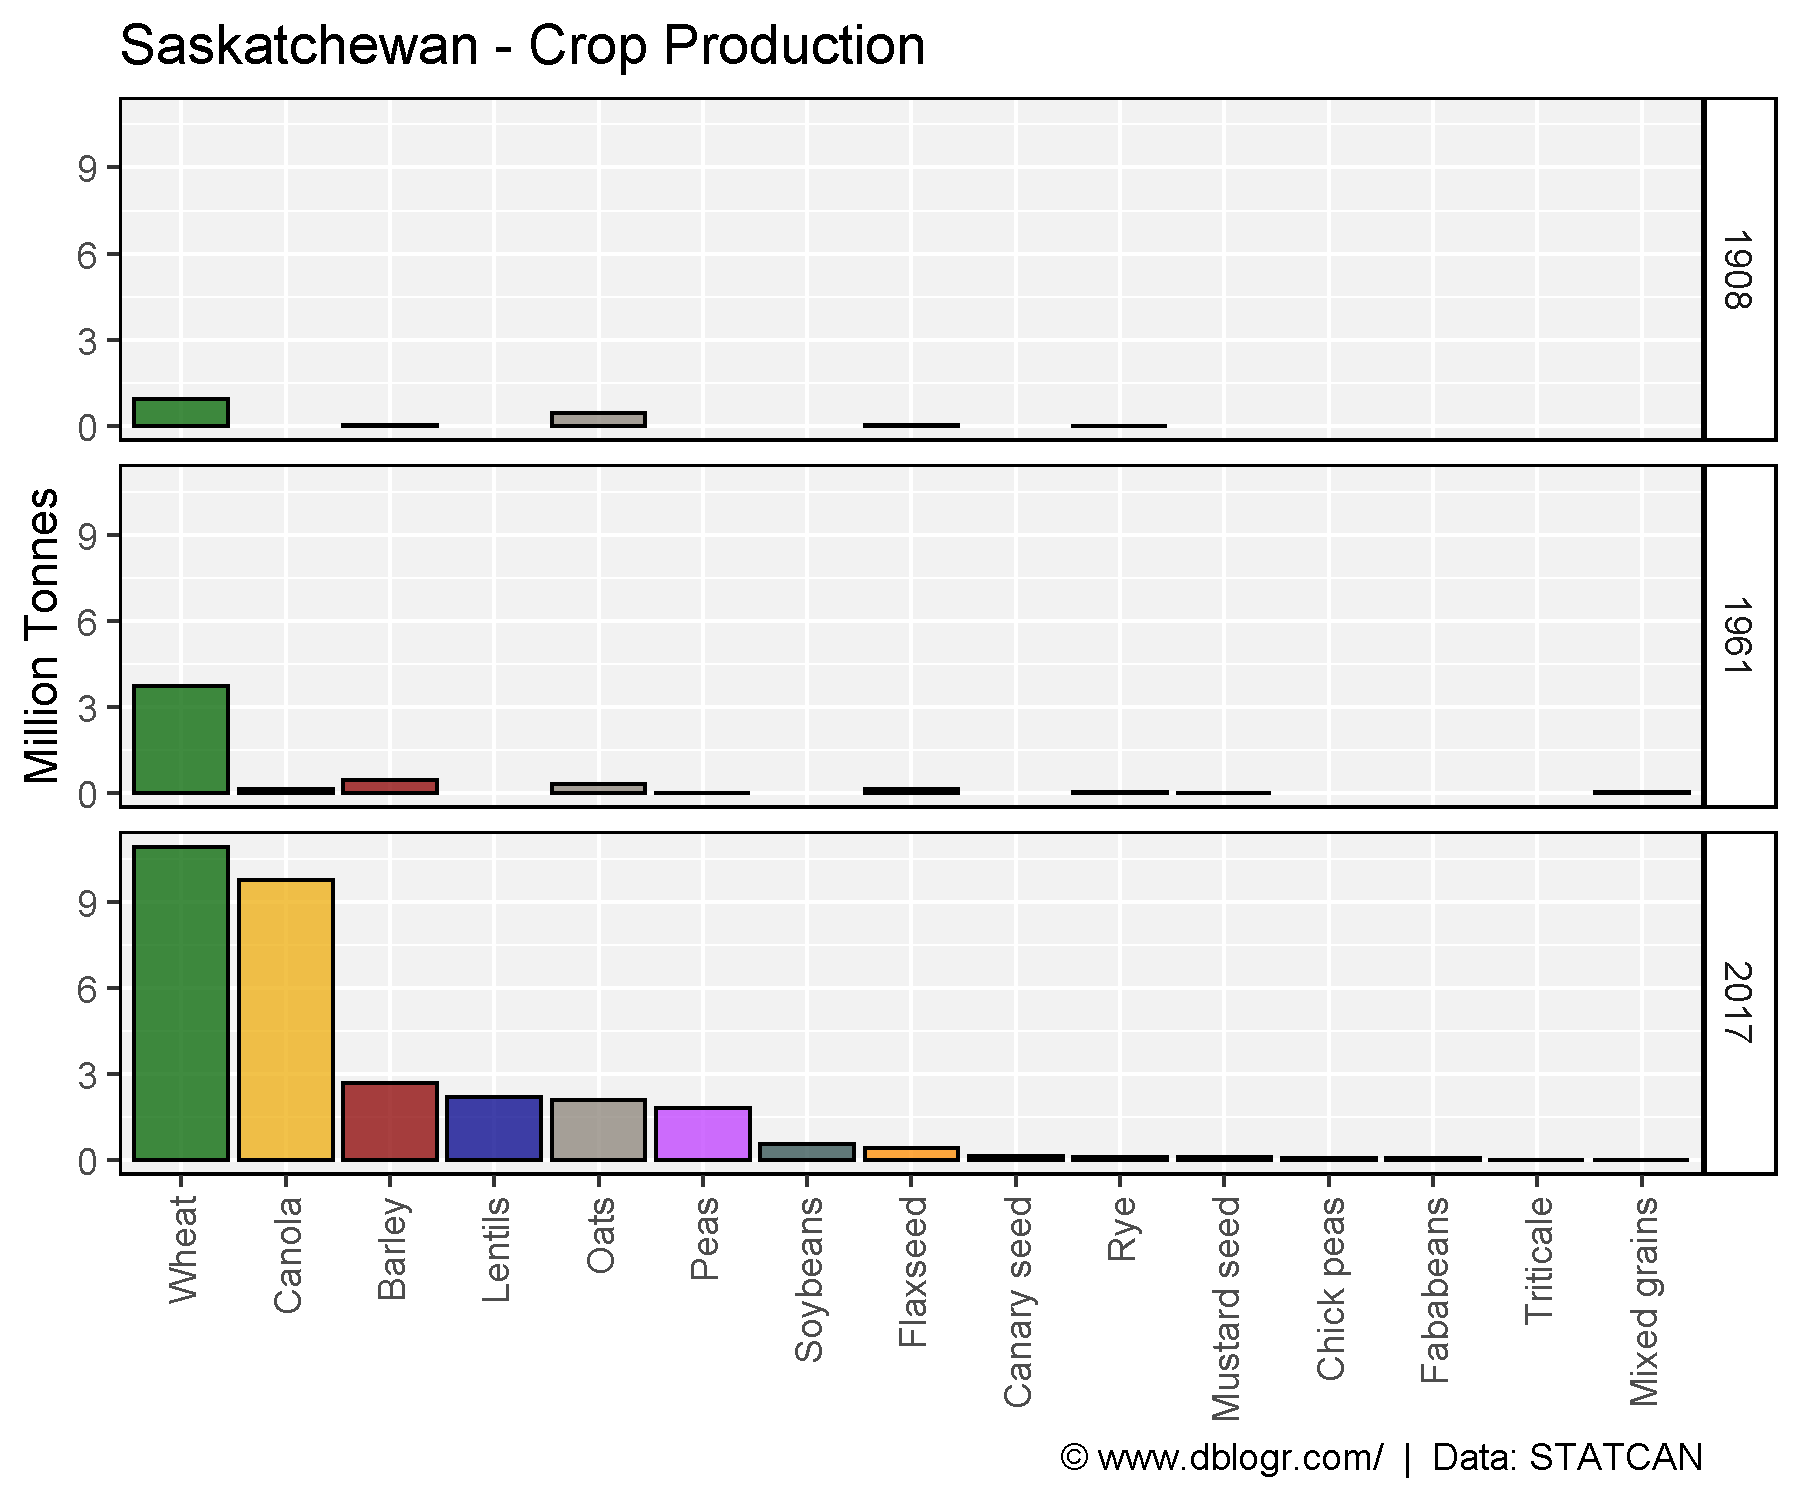 Saskatchewan - Crop Production
9
6
3
0
1908
Million Tonnes
9
6
3
0
1961
9
6
3
0
2017
Wheat
Canola
Barley
Lentils
Oats
Peas
Soybeans
Flaxseed
Canary seed
Rye
Mustard seed
Chick peas
Fababeans
Triticale
Mixed grains
© www.dblogr.com/ | Data: STATCAN